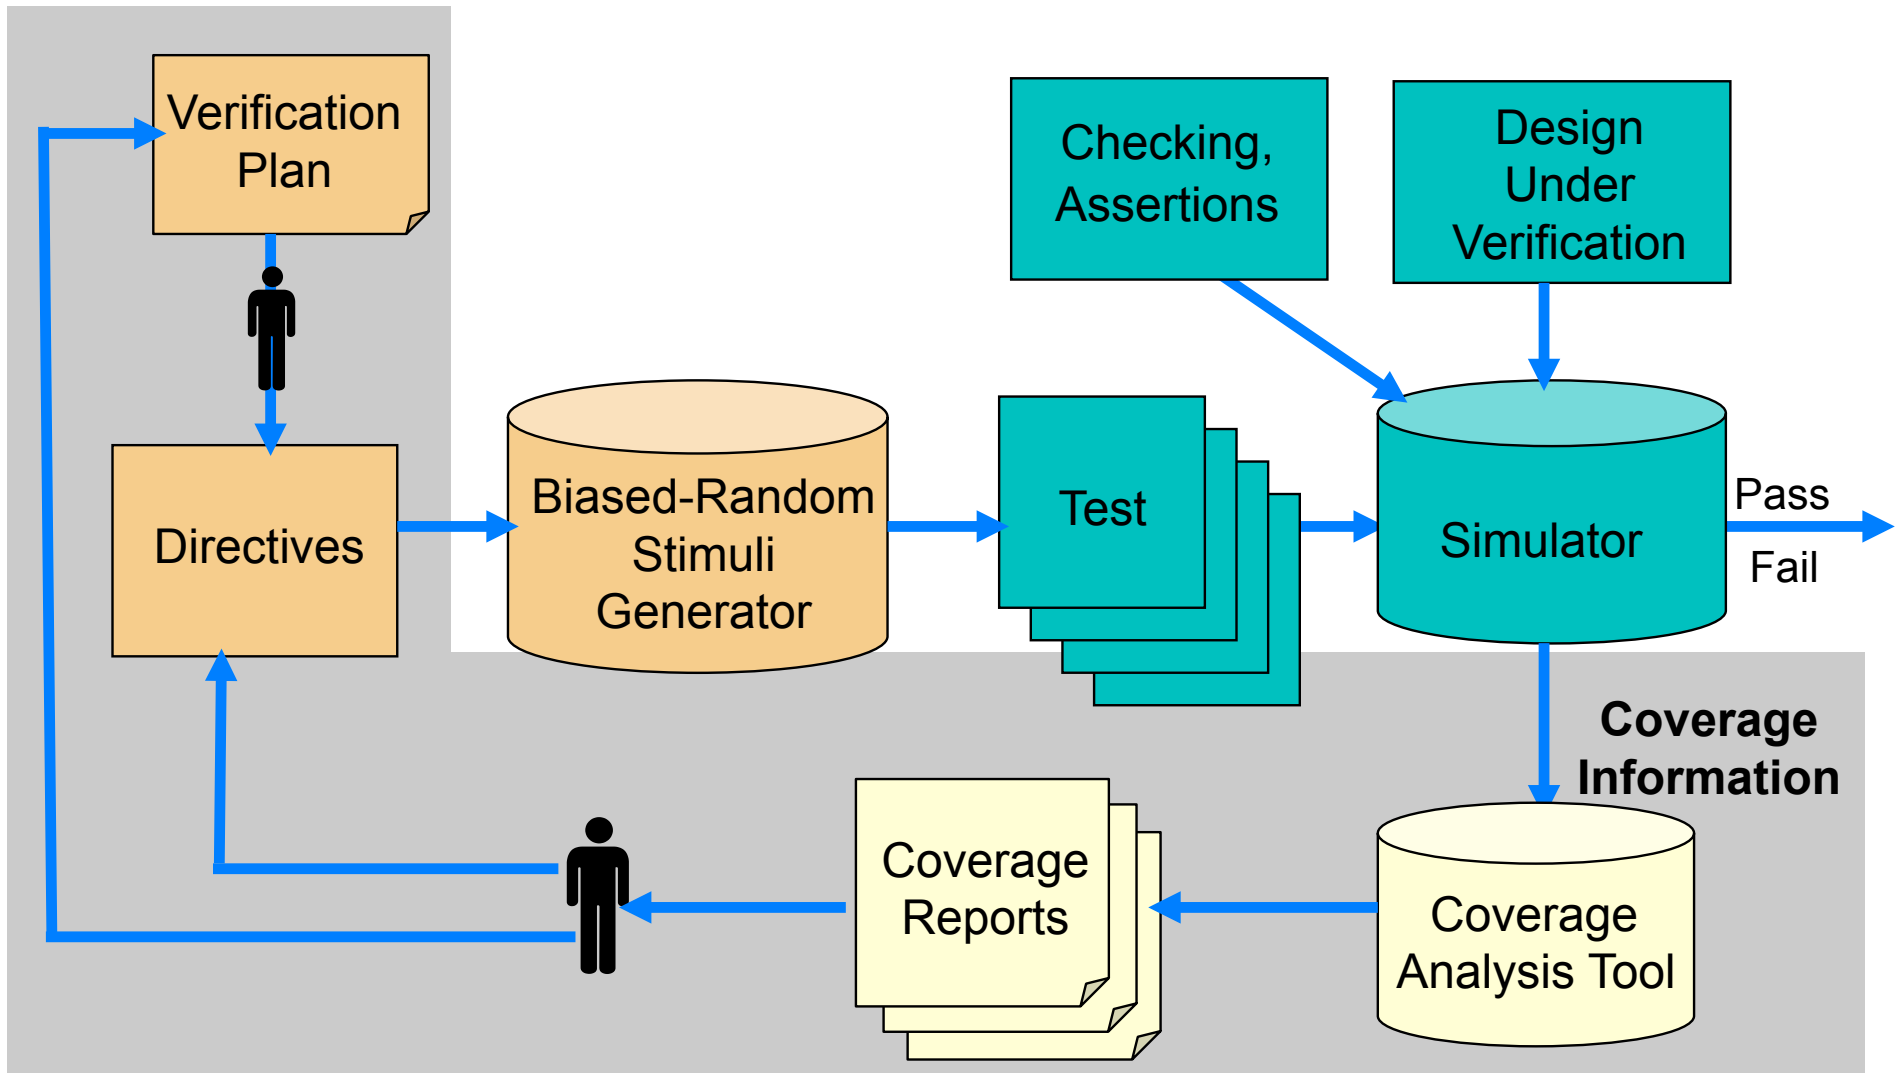 Verification
Plan
Checking,
Assertions
Design
Under
Verification
Directives
Biased-Random
Stimuli
Generator
Test
Simulator
Pass
Fail
Coverage
Information
Coverage
Reports
Coverage
Analysis Tool